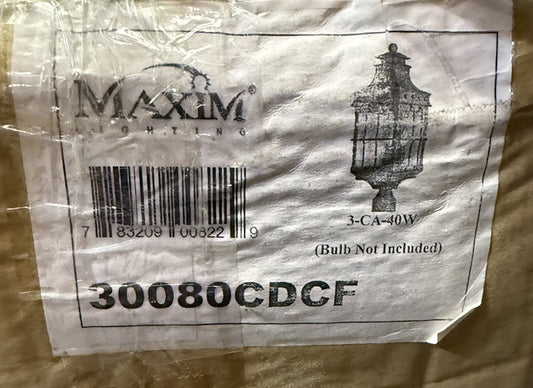 MAXIM®
LIGHTING
7 83209 00822 9
3-CA-40W
(Bulb Not Included)
30080CDCF